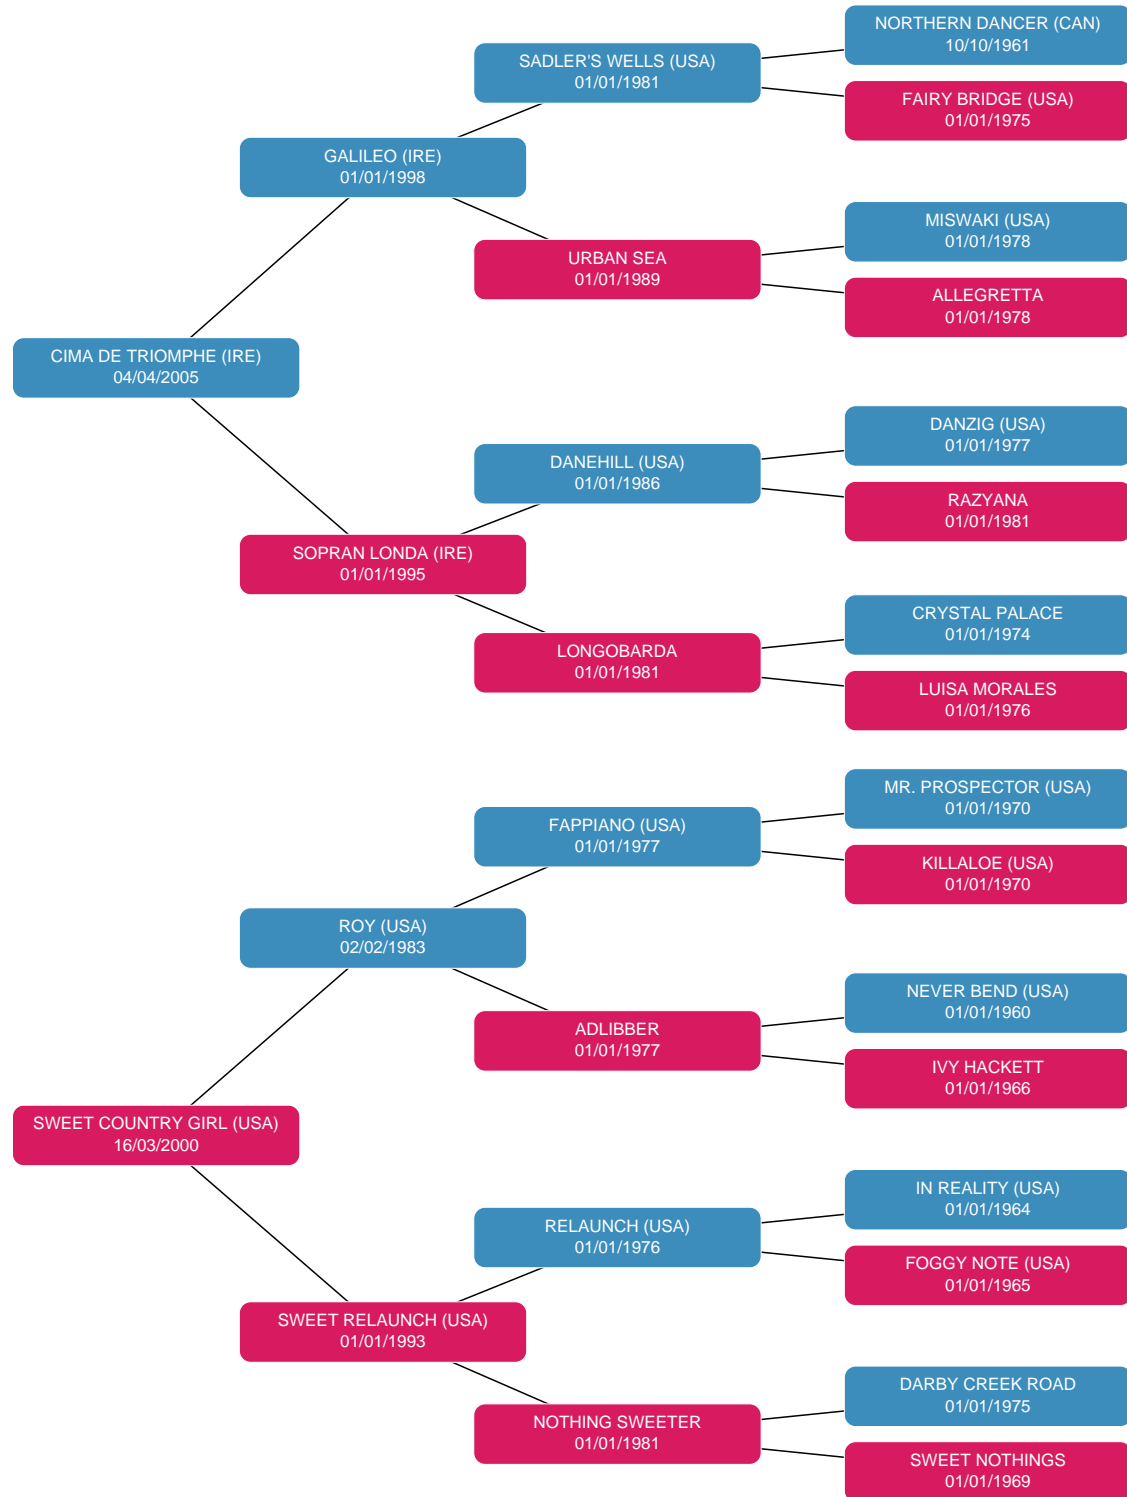 NORTHERN DANCER (CAN)
10/10/1961
SADLER'S WELLS (USA)
01/01/1981
FAIRY BRIDGE (USA)
01/01/1975
GALILEO (IRE)
01/01/1998
MISWAKI (USA)
01/01/1978
URBAN SEA
01/01/1989
ALLEGRETTA
01/01/1978
CIMA DE TRIOMPHE (IRE)
04/04/2005
DANZIG (USA)
01/01/1977
DANEHILL (USA)
01/01/1986
RAZYANA
01/01/1981
SOPRAN LONDA (IRE)
01/01/1995
CRYSTAL PALACE
01/01/1974
LONGOBARDA
01/01/1981
LUISA MORALES
01/01/1976
MR. PROSPECTOR (USA)
01/01/1970
FAPPIANO (USA)
01/01/1977
KILLALOE (USA)
01/01/1970
ROY (USA)
02/02/1983
NEVER BEND (USA)
01/01/1960
ADLIBBER
01/01/1977
IVY HACKETT
01/01/1966
SWEET COUNTRY GIRL (USA)
16/03/2000
IN REALITY (USA)
01/01/1964
RELAUNCH (USA)
01/01/1976
FOGGY NOTE (USA)
01/01/1965
SWEET RELAUNCH (USA)
01/01/1993
DARBY CREEK ROAD
01/01/1975
NOTHING SWEETER
01/01/1981
SWEET NOTHINGS
01/01/1969